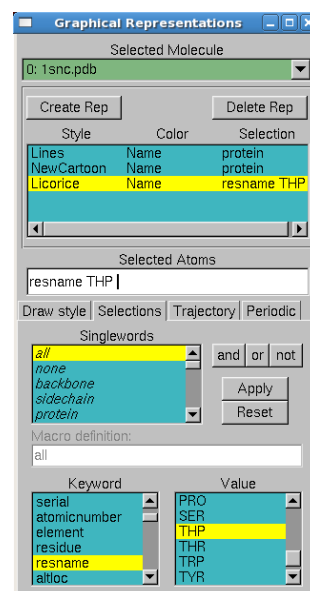 Graphical Representations
Selected Molecule
0: 1snc.pdb
Create Rep Delete Rep
Style Color Selection
Lines Name protein
NewCartoon Name protein
Licorice Name resname THP
Selected Atoms
resname THP
Draw style Selections Trajectory Periodic
Singlewords
all
none
backbone
sidechain
protein
and or not
Apply
Reset
Macro definition:
all
Keyword
serial
atomicnumber
element
residue
resname
altloc
Value
PRO
SER
THP
THR
TRP
TYR